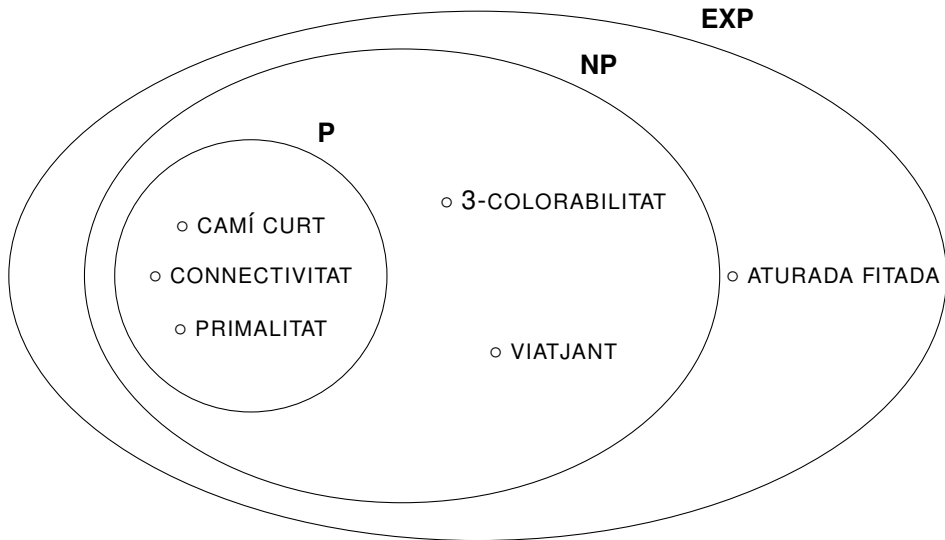 EXP
NP
P
3-COLORABILITAT
CAMÍ CURT
CONNECTIVITAT
ATURADA FITADA
PRIMALITAT
VIATJANT